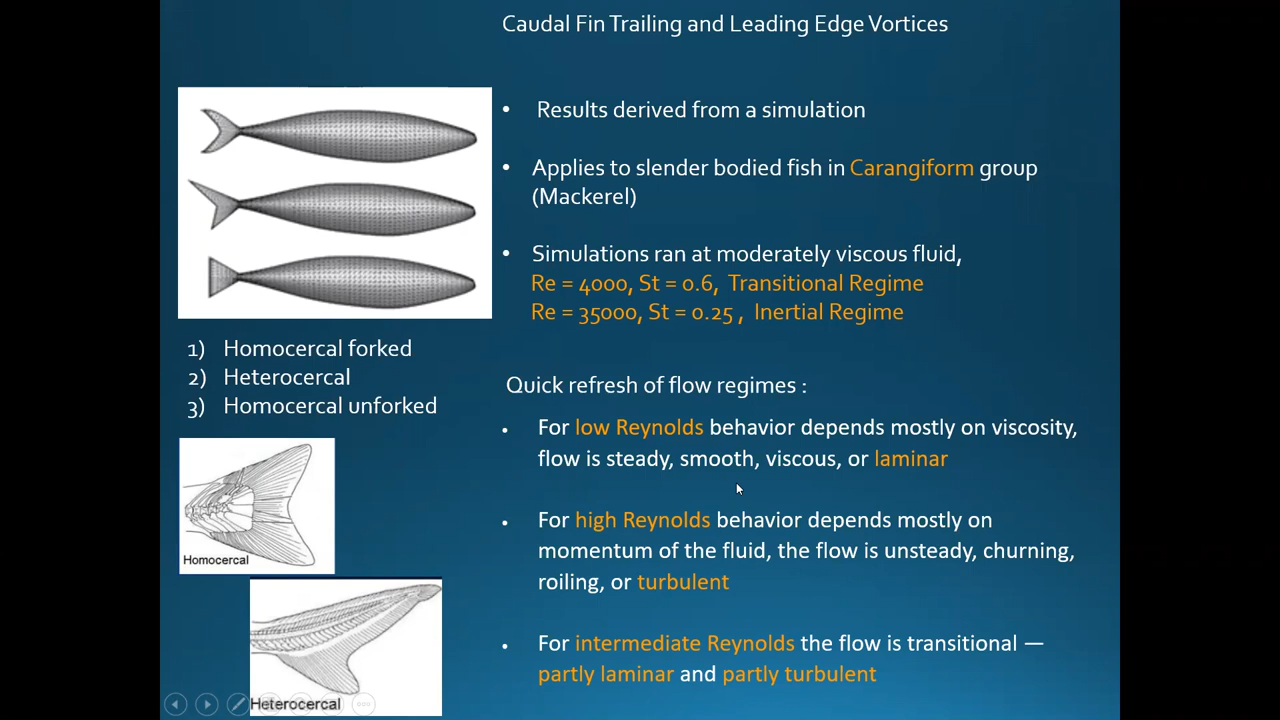 Caudal Fin Trailing and Leading Edge Vortices
• Results derived from a simulation
• Applies to slender bodied fish in Carangiform group
(Mackerel)
• Simulations ran at moderately viscous fluid,
Re = 4000, St = 0.6, Transitional Regime
Re = 35000, St = 0.25 , Inertial Regime
1) Homocercal forked
2) Heterocercal
3) Homocercal unforked
Homocercal
Heterocercal
Quick refresh of flow regimes :
• For low Reynolds behavior depends mostly on viscosity,
flow is steady, smooth, viscous, or laminar
• For high Reynolds behavior depends mostly on
momentum of the fluid, the flow is unsteady, churning,
roiling, or turbulent
• For intermediate Reynolds the flow is transitional —
partly laminar and partly turbulent